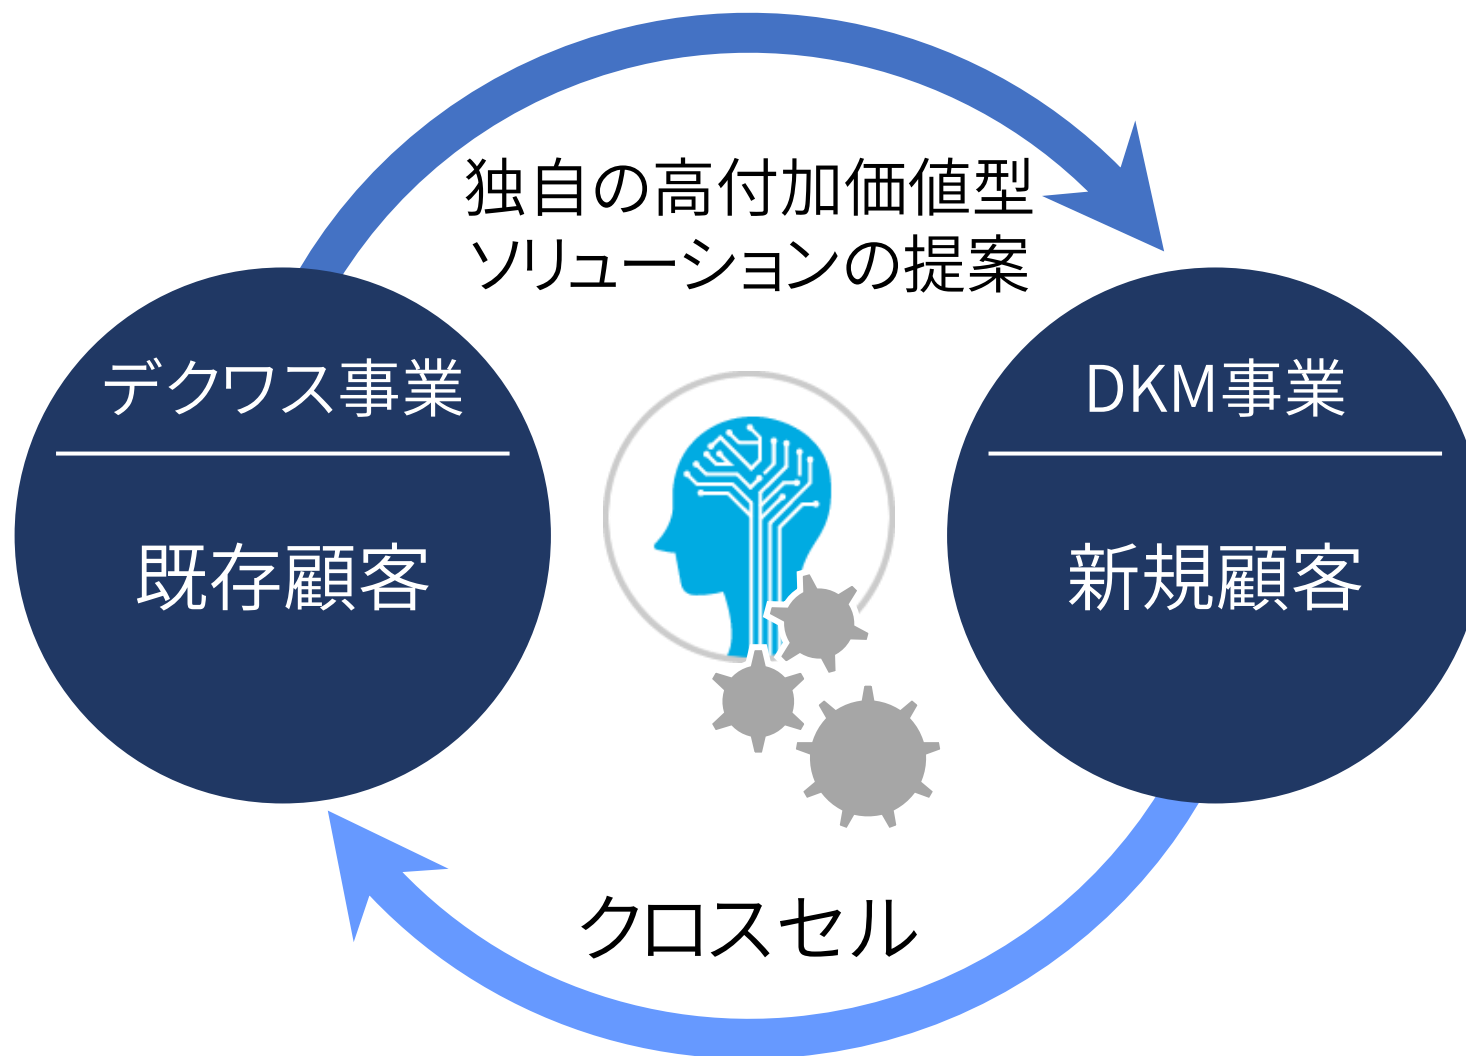 独自の高付加価値型
ソリューションの提案
デクワス事業
既存顧客
DKM事業
新規顧客
クロスセル